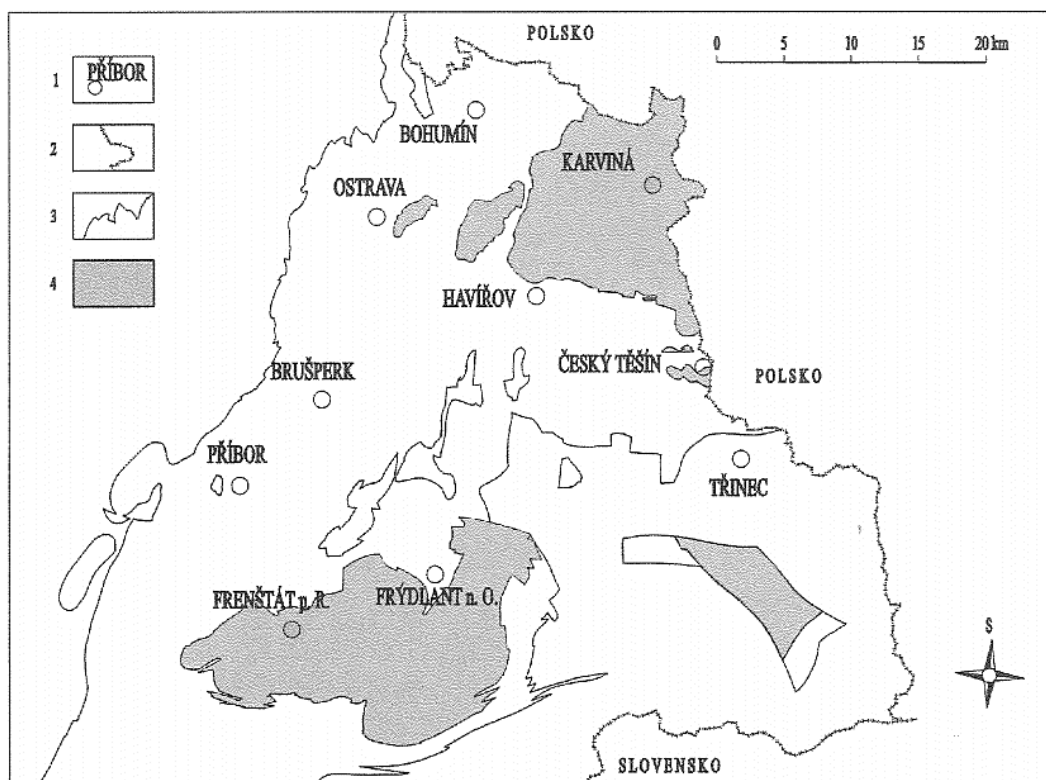 POLSKO
0 5 10 15 20 km
1 PŘÍBOR
2
3
4
BOHUMÍN
KARVINÁ
OSTRAVA
HAVÍŘOV
ČESKÝ TĚŠÍN
POLSKO
BRUŠPERK
PŘÍBOR
TŘINEC
FRENŠTÁT p. R.
FRÝDLANT n. O.
S
SLOVENSKO